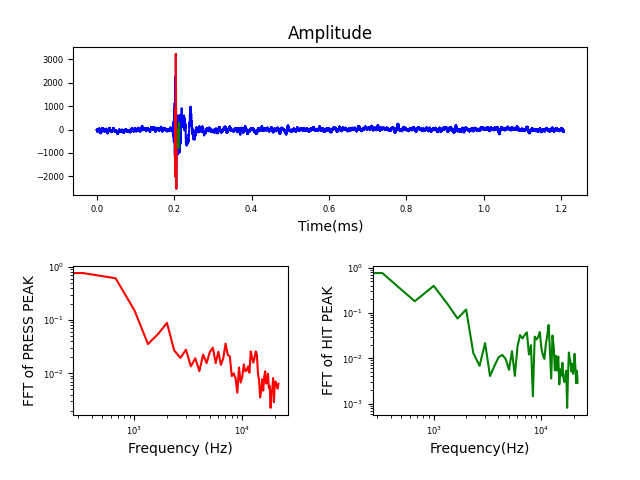 Amplitude
3000
2000
1000
0
−1000
−2000
0.0 0.2 0.4 0.6 0.8 1.0 1.2
Time(ms)
FFT of PRESS PEAK
10⁰
10⁻¹
10⁻²
10³ 10⁴
Frequency (Hz)
FFT of HIT PEAK
10⁰
10⁻¹
10⁻²
10⁻³
10³ 10⁴
Frequency(Hz)